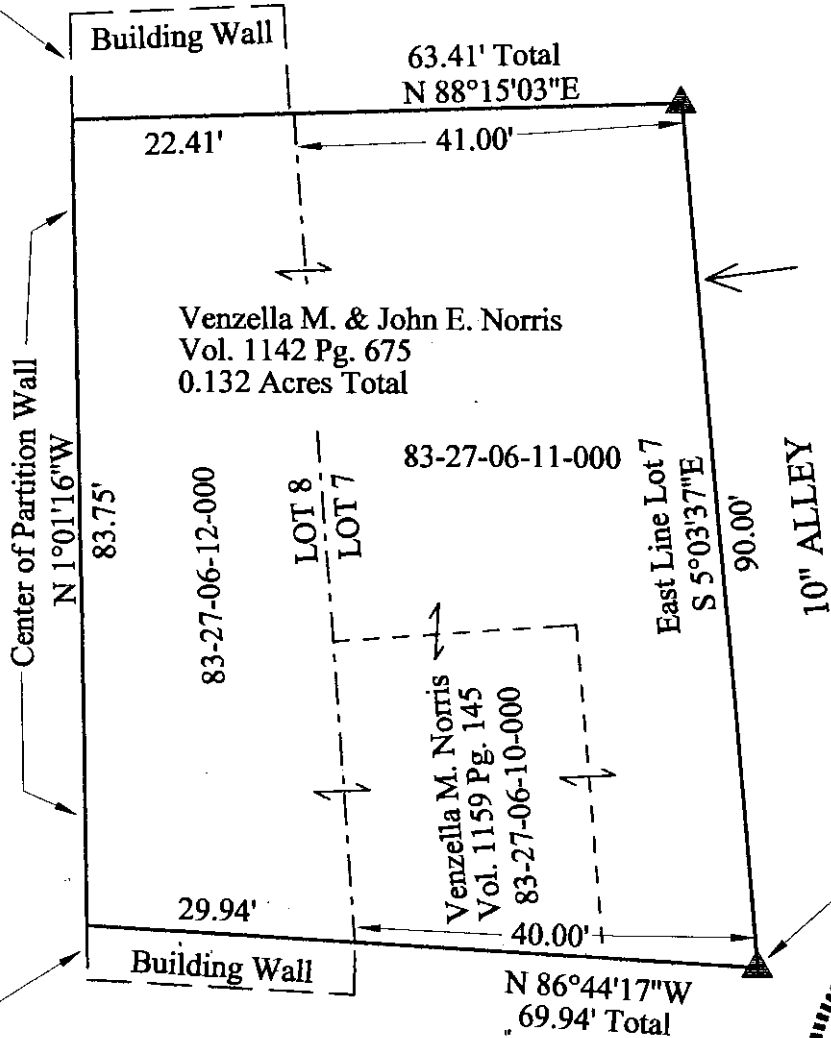 Building Wall
63.41' Total
N 88°15'03"E
22.41'
41.00'
Venzella M. & John E. Norris
Vol. 1142 Pg. 675
0.132 Acres Total
Center of Partition Wall
N 1°01'16"W
83.75'
83-27-06-12-000
LOT 8
LOT 7
83-27-06-11-000
East Line Lot 7
S 5°03'37"E
90.00'
10" ALLEY
Venzella M. Norris
Vol. 1159 Pg. 145
83-27-06-10-000
29.94'
40.00'
Building Wall
N 86°44'17"W
69.94' Total